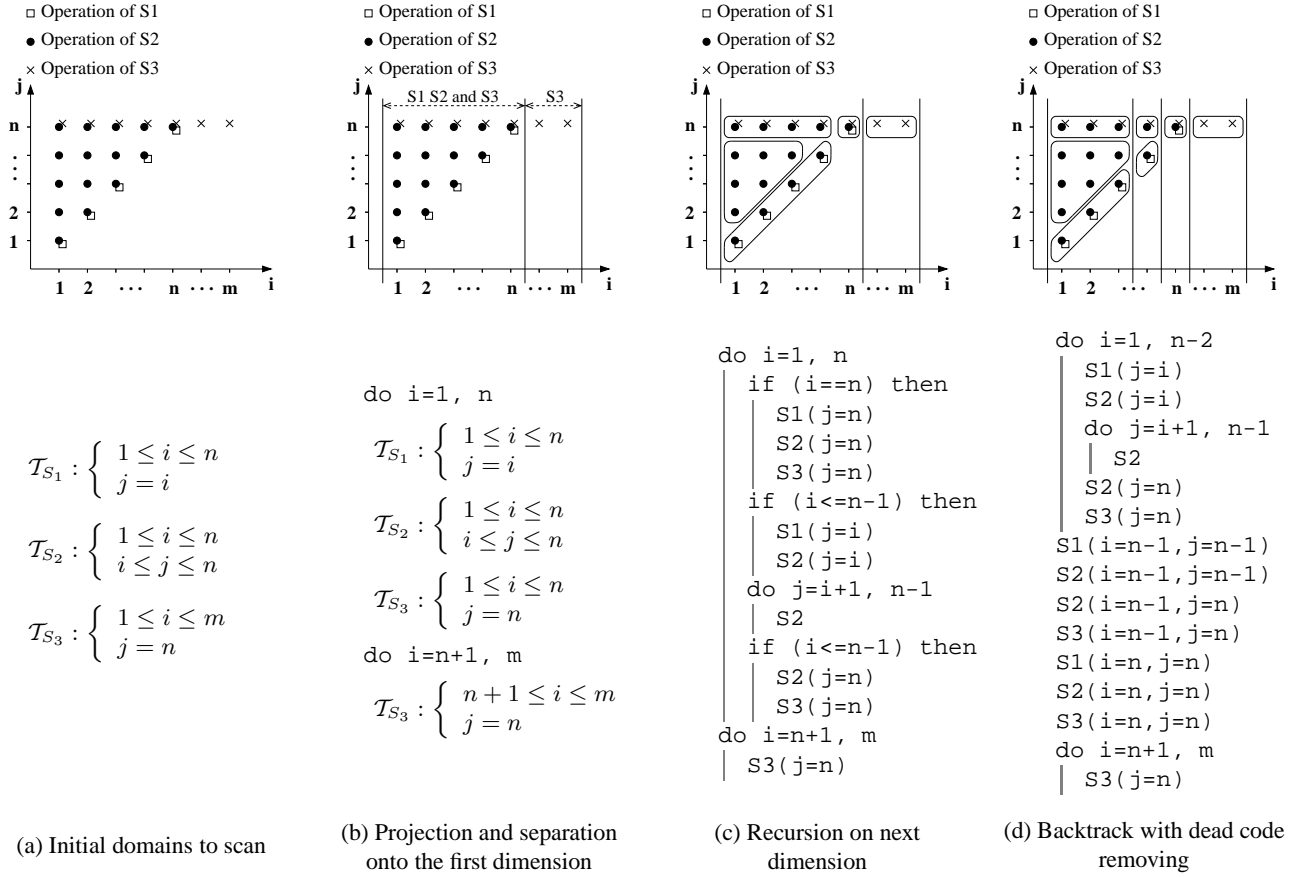 □ Operation of S1
● Operation of S2
× Operation of S3
j
n
⋮
2
1
1 2 ··· n ··· m i
𝒯S1 : { 1 ≤ i ≤ n
j = i
𝒯S2 : { 1 ≤ i ≤ n
i ≤ j ≤ n
𝒯S3 : { 1 ≤ i ≤ m
j = n
(a) Initial domains to scan
□ Operation of S1
● Operation of S2
× Operation of S3
j
S1 S2 and S3 S3
n
⋮
2
1
1 2 ··· n ··· m i
do i=1, n
𝒯S1 : { 1 ≤ i ≤ n
j = i
𝒯S2 : { 1 ≤ i ≤ n
i ≤ j ≤ n
𝒯S3 : { 1 ≤ i ≤ n
j = n
do i=n+1, m
𝒯S3 : { n + 1 ≤ i ≤ m
j = n
(b) Projection and separation
onto the first dimension
□ Operation of S1
● Operation of S2
× Operation of S3
j
n
⋮
2
1
1 2 ··· n ··· m i
do i=1, n
if (i==n) then
S1(j=n)
S2(j=n)
S3(j=n)
if (i<=n-1) then
S1(j=i)
S2(j=i)
do j=i+1, n-1
S2
if (i<=n-1) then
S2(j=n)
S3(j=n)
do i=n+1, m
S3(j=n)
(c) Recursion on next
dimension
□ Operation of S1
● Operation of S2
× Operation of S3
j
n
⋮
2
1
1 2 ··· n ··· m i
do i=1, n-2
S1(j=i)
S2(j=i)
do j=i+1, n-1
S2
S2(j=n)
S3(j=n)
S1(i=n-1,j=n-1)
S2(i=n-1,j=n-1)
S2(i=n-1,j=n)
S3(i=n-1,j=n)
S1(i=n,j=n)
S2(i=n,j=n)
S3(i=n,j=n)
do i=n+1, m
S3(j=n)
(d) Backtrack with dead code
removing